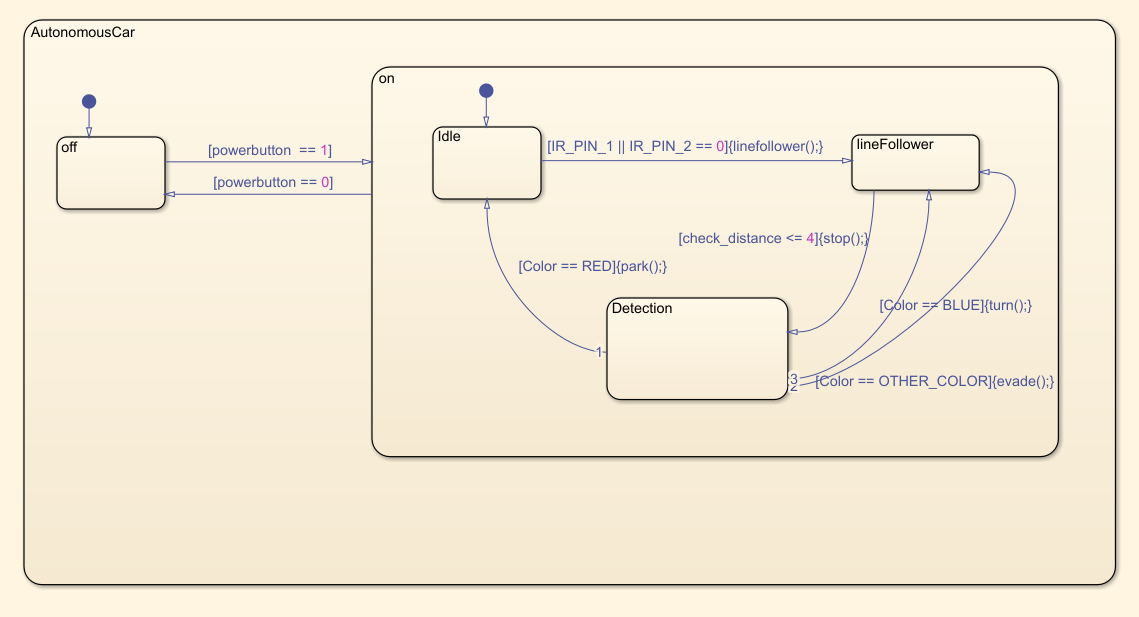 AutonomousCar
on
off
Idle
lineFollower
[powerbutton  == 1]
[IR_PIN_1 || IR_PIN_2 == 0]{linefollower();}
[powerbutton == 0]
[check_distance <= 4]{stop();}
[Color == RED]{park();}
Detection
[Color == BLUE]{turn();}
1
3
2
[Color == OTHER_COLOR]{evade();}